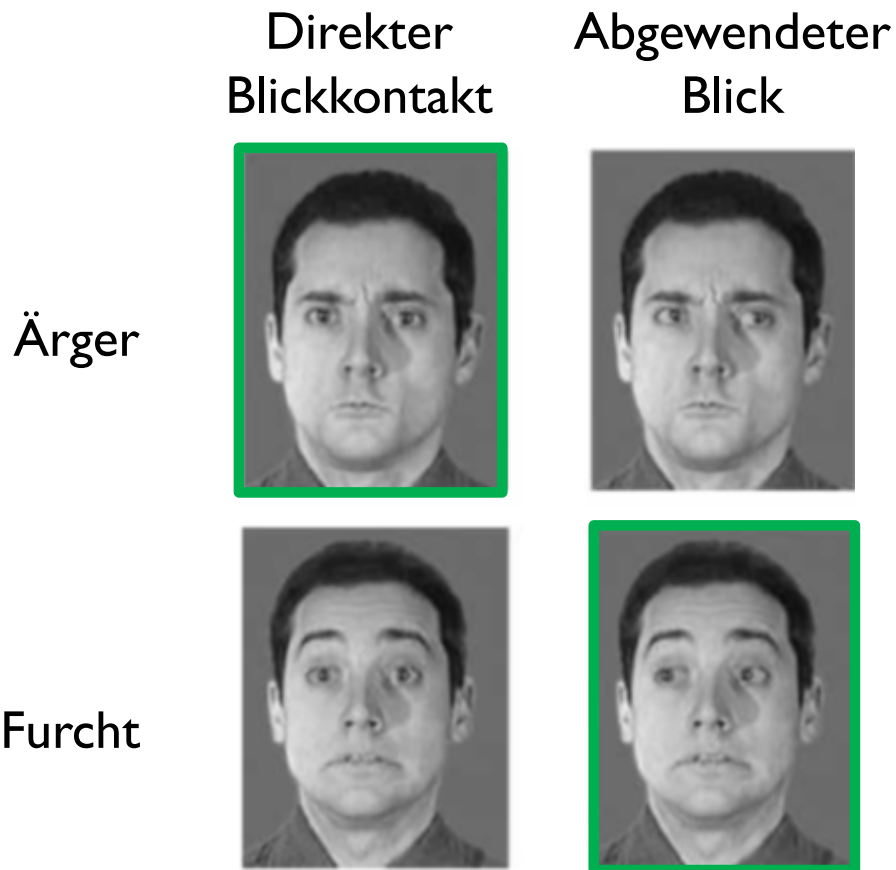 Direkter
Blickkontakt
Abgewendeter
Blick
Ärger
Furcht